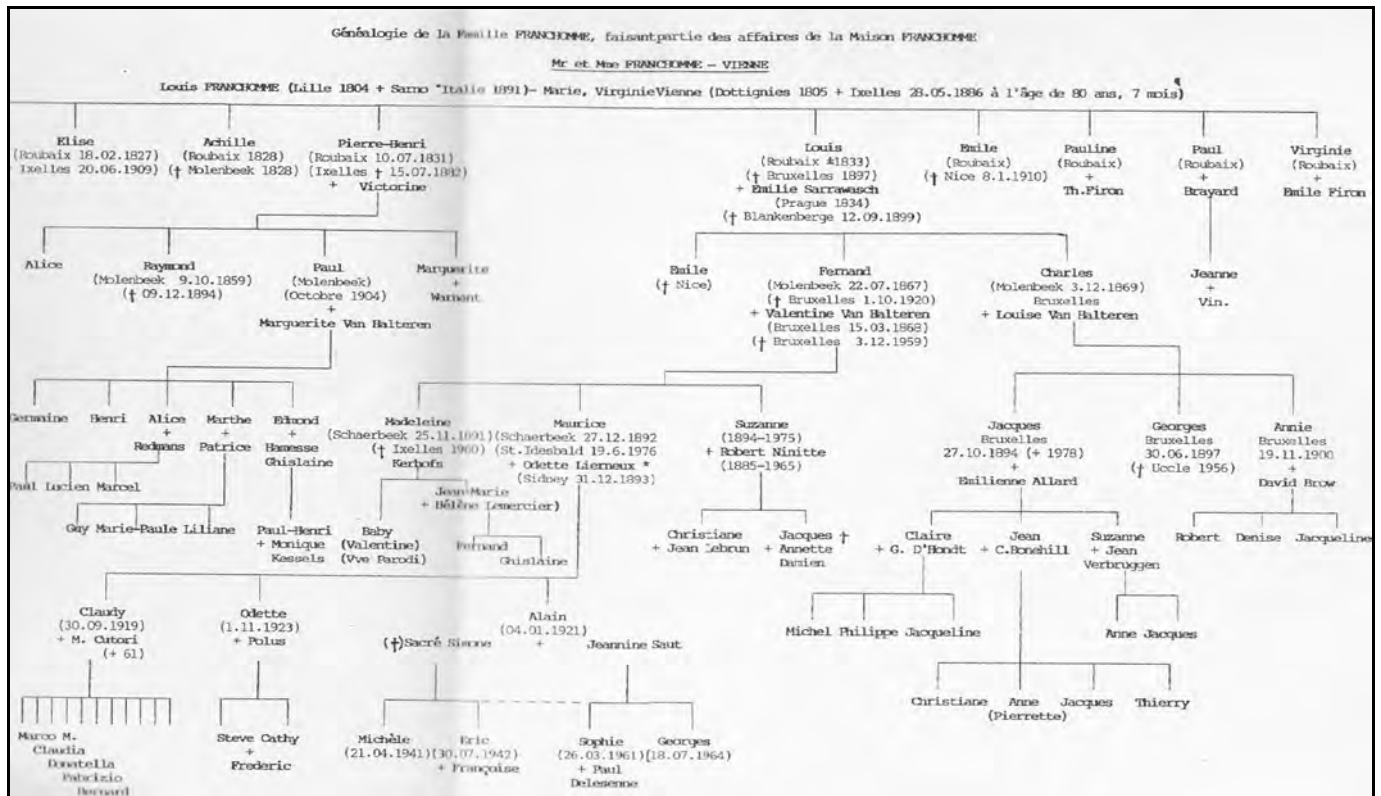 Généalogie de la Famille FRANCHOMME, faisantpartie des affaires de la Maison FRANCHOMME
Mr et Mme FRANCHOMME - VIENNE
Louis FRANCHOMME (Lille 1804 + Sarno "Italie 1891)- Marie, VirginieVienne (Dottignies 1805 + Ixelles 28.05.1886 à l'âge de 80 ans, 7 mois)
Elise
(Roubaix 18.02.1827)
Ixelles 20.06.1909)
Achille
(Roubaix 1828)
(† Molenbeek 1828)
Pierre-Henri
(Roubaix 10.07.1831)
(Ixelles † 15.07.1882)
+ Victorine
Louis
(Roubaix *1833)
(† Bruxelles 1897)
+ Emilie Sarrawasch
(Prague 1834)
(† Blankenberge 12.09.1899)
Emile
(Roubaix)
(† Nice 8.1.1910)
Pauline
(Roubaix)
+
Th.Firon
Paul
(Roubaix)
+
Brayard
Virginie
(Roubaix)
+
Emile Firon
Alice
Raymond
(Molenbeek 9.10.1859)
(† 09.12.1894)
Paul
(Molenbeek)
(Octobre 1904)
+
Marguerite Van Halteren
Marguerite
+
Warnant
Emile
(† Nice)
Fernand
(Molenbeek 22.07.1867)
(† Bruxelles 1.10.1920)
+ Valentine Van Halteren
(Bruxelles 15.03.1868)
(† Bruxelles 3.12.1959)
Charles
(Molenbeek 3.12.1869)
Bruxelles
+ Louise Van Halteren
Jeanne
+
Vin.
Germaine
Henri
Alice
+
Redmans
Marthe
+
Patrice
Edmond
+
Hamesse
Ghislaine
Madeleine
(Schaerbeek 25.11.1891)
(† Ixelles 1960)
Kerhofs
Maurice
(Schaerbeek 27.12.1892
(St.Idesbald 19.6.1976
+ Odette Lierneux *
(Sidney 31.12.1893)
Suzanne
(1894-1975)
+ Robert Ninitte
(1885-1965)
Jacques
Bruxelles
27.10.1894 (+ 1978)
+
Emilienne Allard
Georges
Bruxelles
30.06.1897
(† Uccle 1956)
Annie
Bruxelles
19.11.1900
+
David Brow
Paul Lucien Marcel
Guy Marie-Paule Liliane
Paul-Henri
+ Monique
Kessels
Baby
(Valentine)
(Vve Parodi)
Jean-Marie
+ Hélène Lemercier)
Fernand
Ghislaine
Christiane
+ Jean Lebrun
Jacques †
+ Annette
Damien
Claire
+ G. D'Hondt
Jean
+ C.Bonehill
Suzanne
+ Jean
Verbruggen
Robert Denise Jacqueline
Claudy
(30.09.1919)
+ M. Cutori
(+ 61)
Odette
(1.11.1923)
+ Polus
Alain
(04.01.1921)
(†)Sacré Simone + Jeannine Saut
Michel Philippe Jacqueline
Anne Jacques
Christiane Anne Jacques Thierry
(Pierrette)
Marco M.
Claudia
Donatella
Fabrizio
Bernard
Steve Cathy
+
Frederic
Michèle
(21.04.1941)
Eric
(30.07.1942)
+ Françoise
Sophie
(26.03.1961)
+ Paul
Delesenne
Georges
[18.07.1964)